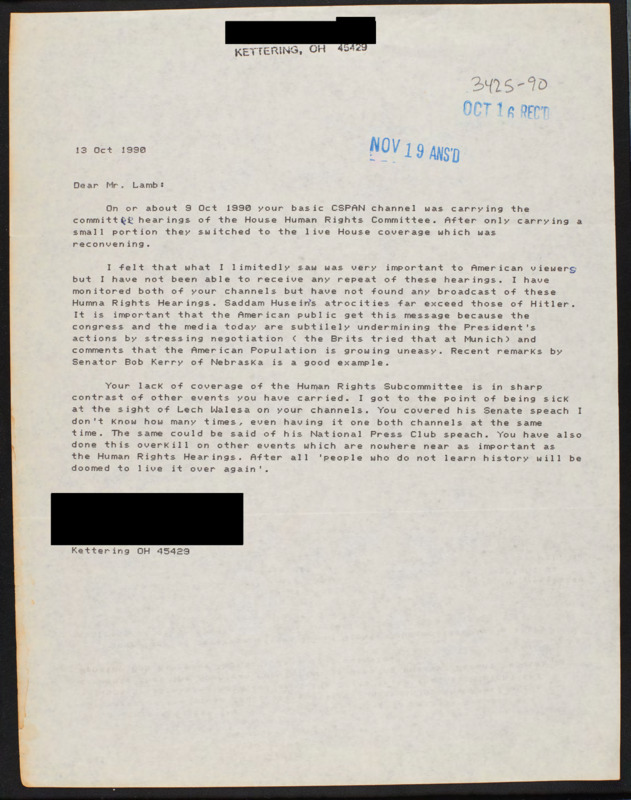 KETTERING, OH 45429
3425-90
OCT 16 REC'D
NOV 19 ANS'D
13 Oct 1990
Dear Mr. Lamb:
On or about 9 Oct 1990 your basic CSPAN channel was carrying the
committee hearings of the House Human Rights Committee. After only carrying a
small portion they switched to the live House coverage which was
reconvening.
I felt that what I limitedly saw was very important to American viewers
but I have not been able to receive any repeat of these hearings. I have
monitored both of your channels but have not found any broadcast of these
Humna Rights Hearings. Saddam Husein's atrocities far exceed those of Hitler.
It is important that the American public get this message because the
congress and the media today are subtilely undermining the President's
actions by stressing negotiation ( the Brits tried that at Munich) and
comments that the American Population is growing uneasy. Recent remarks by
Senator Bob Kerry of Nebraska is a good example.
Your lack of coverage of the Human Rights Subcommittee is in sharp
contrast of other events you have carried. I got to the point of being sick
at the sight of Lech Walesa on your channels. You covered his Senate speach I
don't know how many times, even having it one both channels at the same
time. The same could be said of his National Press Club speach. You have also
done this overkill on other events which are nowhere near as important as
the Human Rights Hearings. After all 'people who do not learn history will be
doomed to live it over again'.
Kettering OH 45429